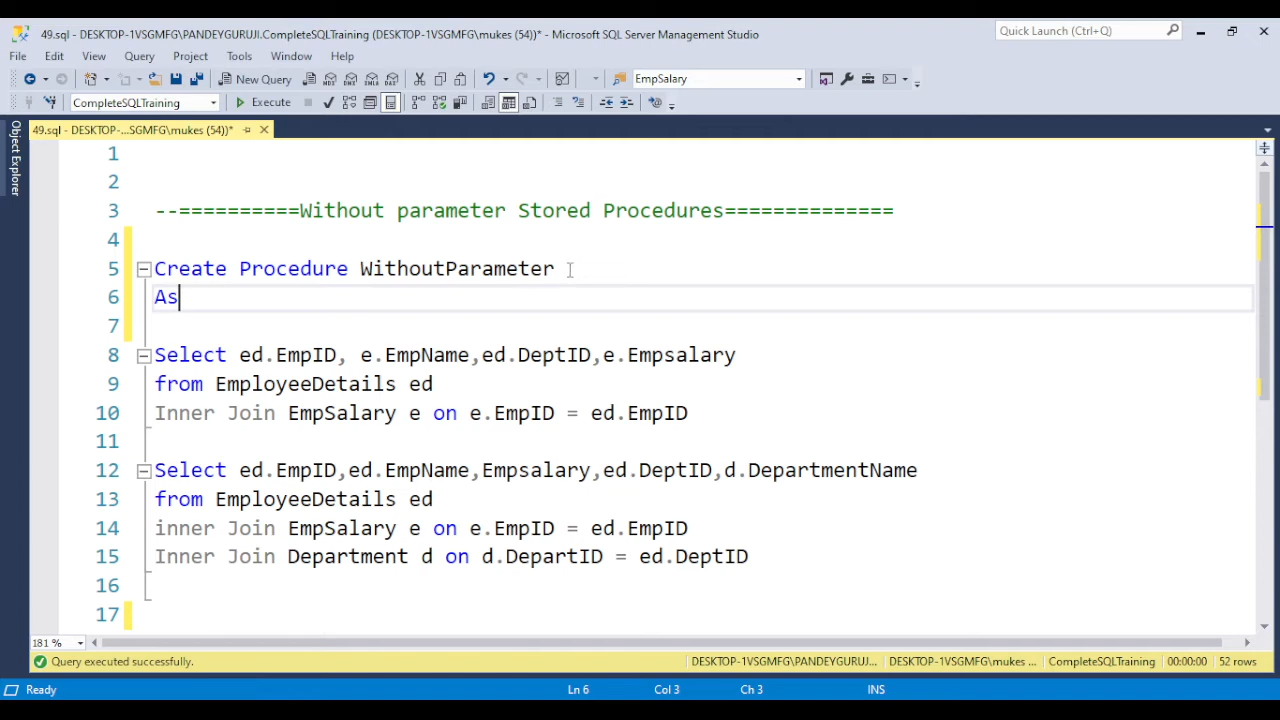 49.sql - DESKTOP-1VSGMFG\PANDEYGURUJI.CompleteSQLTraining (DESKTOP-1VSGMFG\mukes (54))* - Microsoft SQL Server Management Studio
Quick Launch (Ctrl+Q)
File Edit View Query Project Tools Window Help
New Query EmpSalary
CompleteSQLTraining Execute
49.sql - DESKTOP-...SGMFG\mukes (54))*
Object Explorer
1
2
3 --==========Without parameter Stored Procedures==============
4
5 Create Procedure WithoutParameter
6 As
7
8 Select ed.EmpID, e.EmpName,ed.DeptID,e.Empsalary
9 from EmployeeDetails ed
10 Inner Join EmpSalary e on e.EmpID = ed.EmpID
11
12 Select ed.EmpID,ed.EmpName,Empsalary,ed.DeptID,d.DepartmentName
13 from EmployeeDetails ed
14 inner Join EmpSalary e on e.EmpID = ed.EmpID
15 Inner Join Department d on d.DepartID = ed.DeptID
16
17
181 %
Query executed successfully. DESKTOP-1VSGMFG\PANDEYGURUJI... DESKTOP-1VSGMFG\mukes ... CompleteSQLTraining 00:00:00 52 rows
Ready Ln 6 Col 3 Ch 3 INS